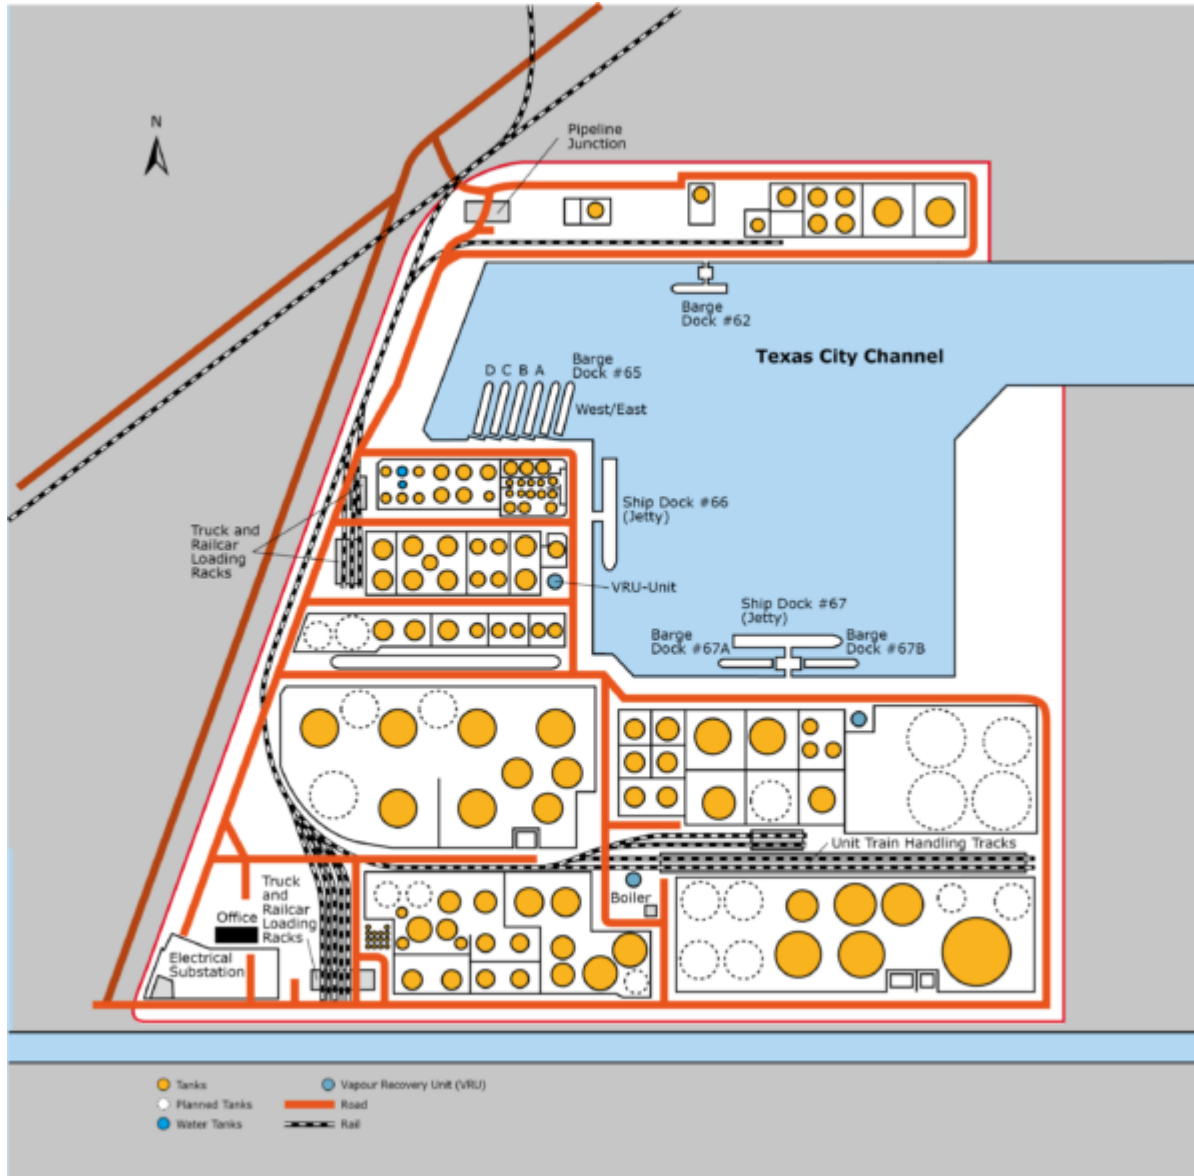 N
Pipeline
Junction
Barge
Dock #62
Texas City Channel
D C B A
Barge
Dock #65
West/East
Ship Dock #66
(Jetty)
Truck and
Railcar
Loading
Racks
VRU-Unit
Ship Dock #67
(Jetty)
Barge
Dock #67A
Barge
Dock #67B
Unit Train Handling Tracks
Boiler
Truck
and
Railcar
Loading
Racks
Office
Electrical
Substation
Tanks
Vapour Recovery Unit (VRU)
Planned Tanks
Road
Water Tanks
Rail